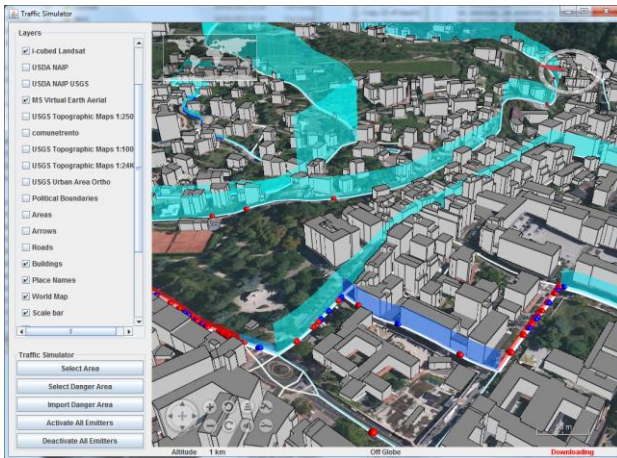 Traffic Simulator
Layers
i-cubed Landsat
USDA NAIP
USDA NAIP USGS
MS Virtual Earth Aerial
USGS Topographic Maps 1:250
comunetrento
USGS Topographic Maps 1:100
USGS Topographic Maps 1:24K
USGS Urban Area Ortho
Political Boundaries
Areas
Arrows
Roads
Buildings
Place Names
World Map
Scale bar
Traffic Simulator
Select Area
Select Danger Area
Import Danger Area
Activate All Emitters
Deactivate All Emitters
Altitude 1 km Off Globe Downloading